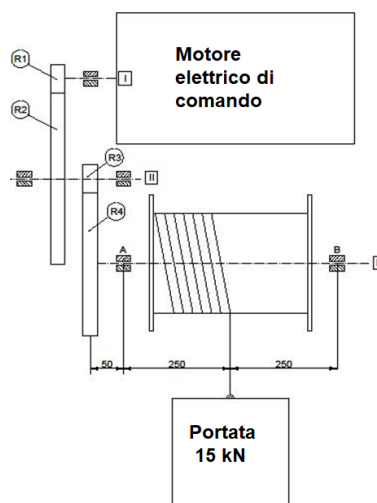 Motore
elettrico di
comando
R1
I
R2
R3
II
R4
A
B
50
250
250
Portata
15 kN